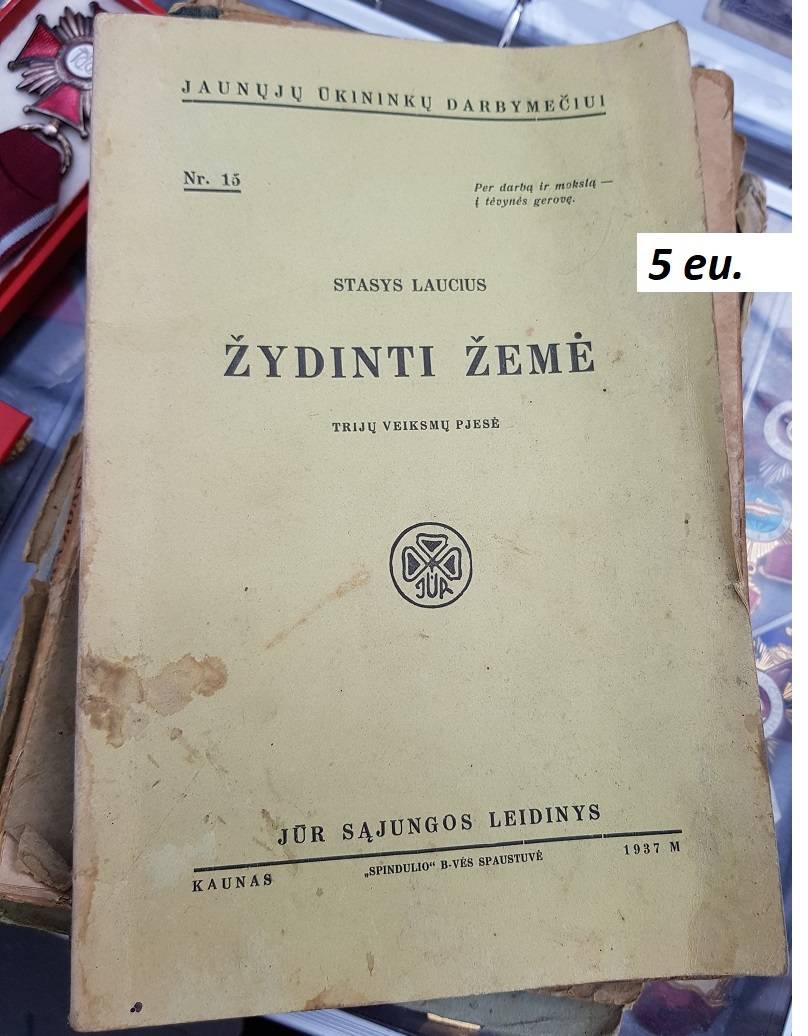 JAUNŲJŲ ŪKININKŲ DARBYMEČIUI
Nr. 15
Per darbą ir mokslą —
į tėvynės gerovę.
5 eu.
STASYS LAUCIUS
ŽYDINTI ŽEMĖ
TRIJŲ VEIKSMŲ PJESĖ
JŪR
JŪR SĄJUNGOS LEIDINYS
KAUNAS „SPINDULIO“ B-VĖS SPAUSTUVĖ 1937 M